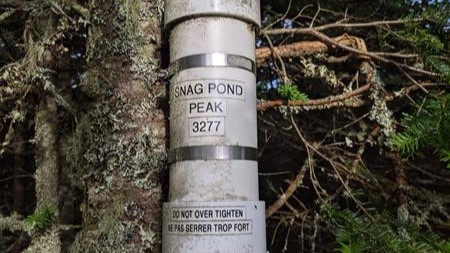 SNAG POND
PEAK
3277
DO NOT OVER TIGHTEN
NE PAS SERRER TROP FORT